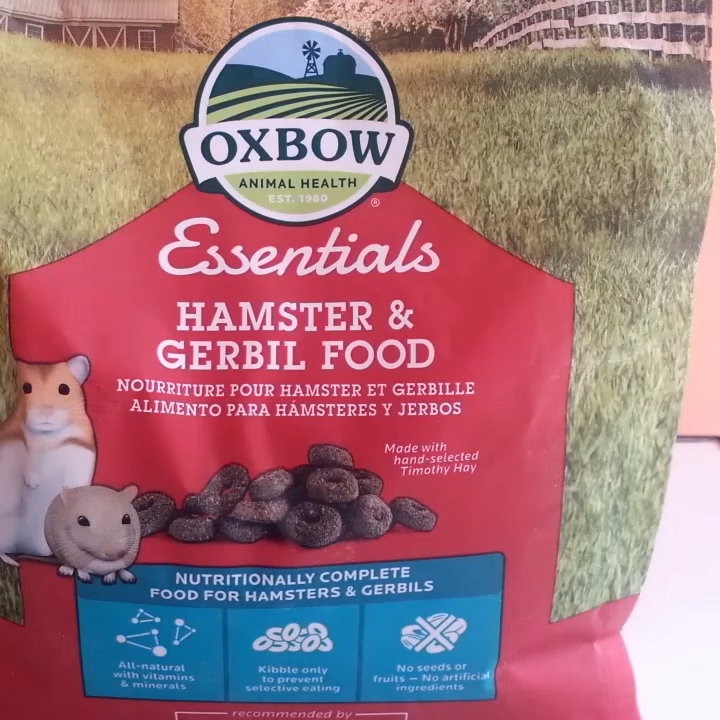 OXBOW
ANIMAL HEALTH
EST. 1980
®
Essentials
HAMSTER &
GERBIL FOOD
NOURRITURE POUR HAMSTER ET GERBILLE
ALIMENTO PARA HÁMSTERES Y JERBOS
Made with
hand-selected
Timothy Hay
NUTRITIONALLY COMPLETE
FOOD FOR HAMSTERS & GERBILS
All-natural
with vitamins
& minerals
Kibble only
to prevent
selective eating
No seeds or
fruits — No artificial
ingredients
recommended by